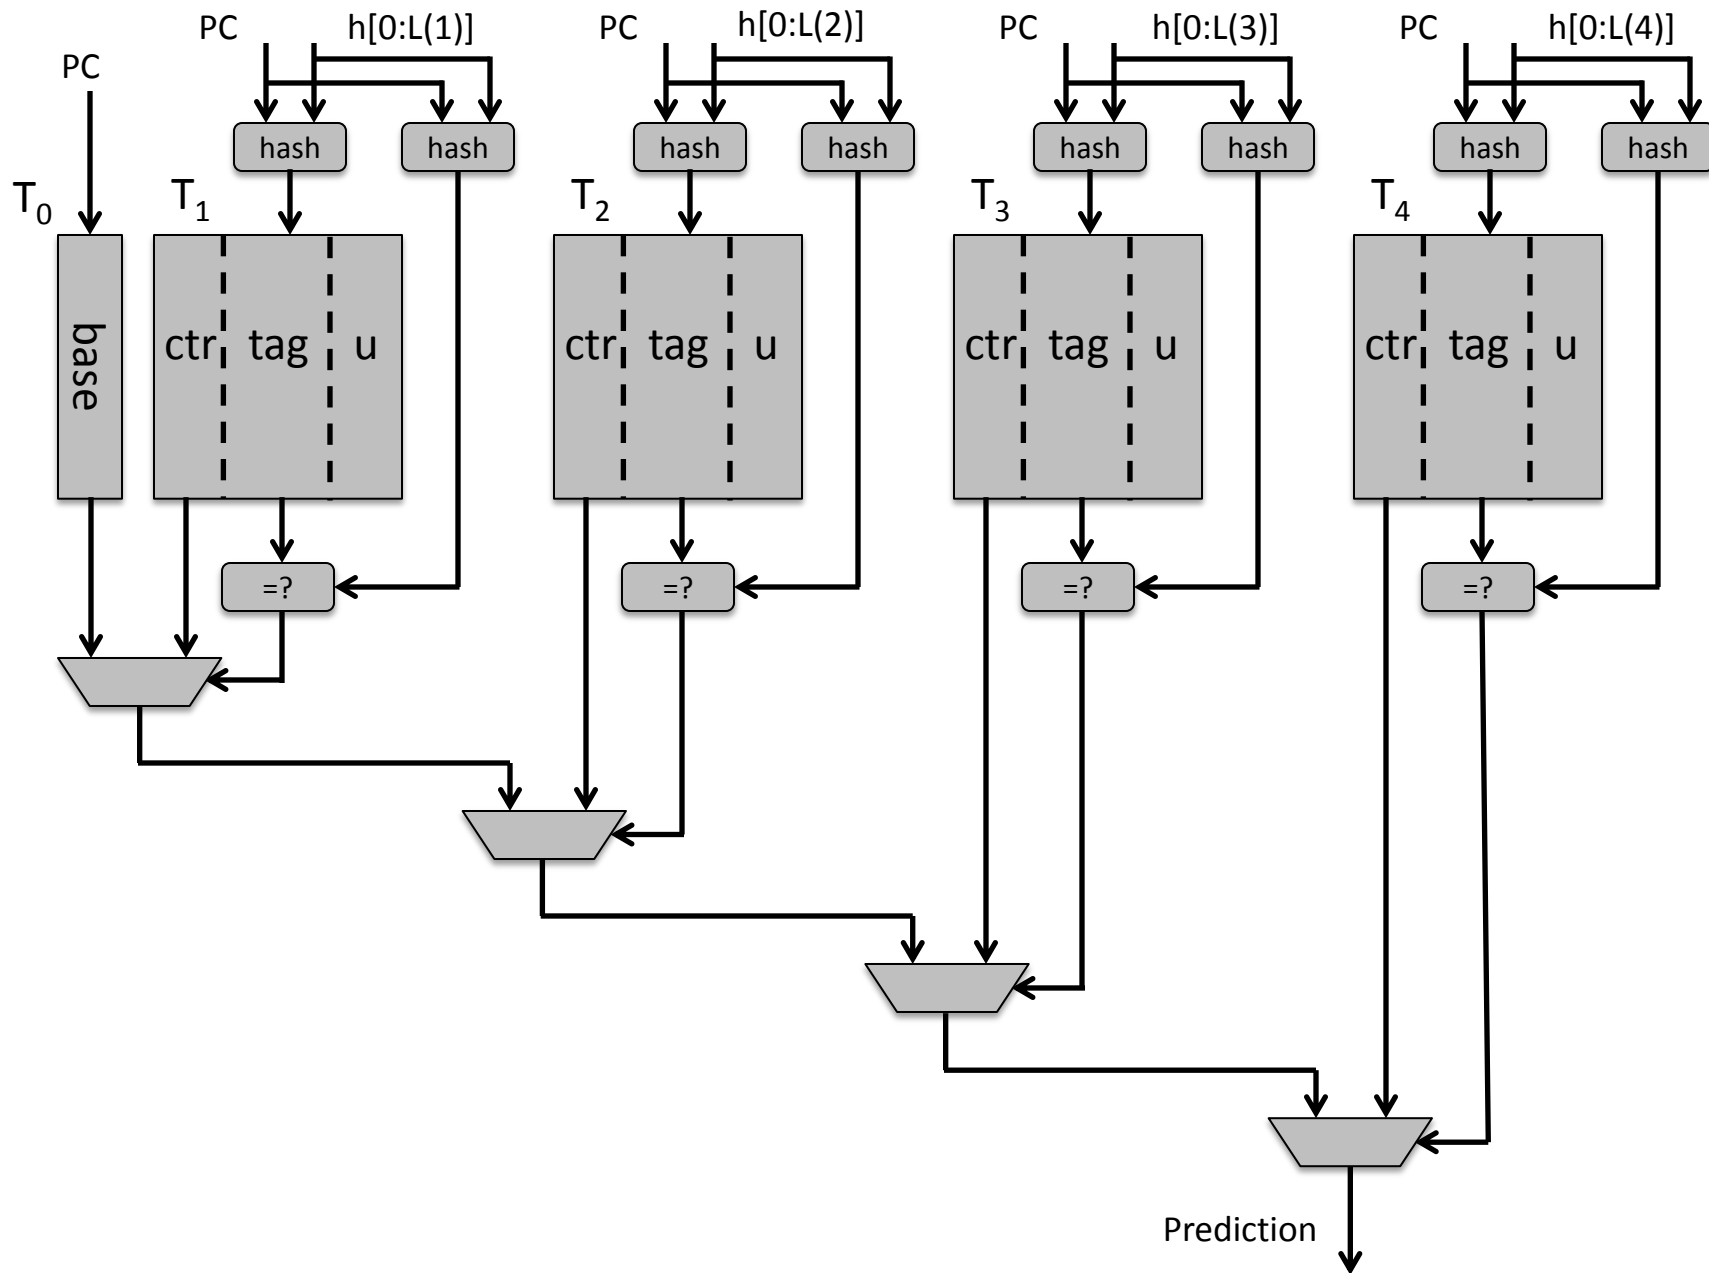 PC h[0:L(1)] PC h[0:L(2)] PC h[0:L(3)] PC h[0:L(4)]
PC
hash hash hash hash hash hash hash hash
T0 T1 T2 T3 T4
base ctr tag u ctr tag u ctr tag u ctr tag u
=? =? =? =?
Prediction